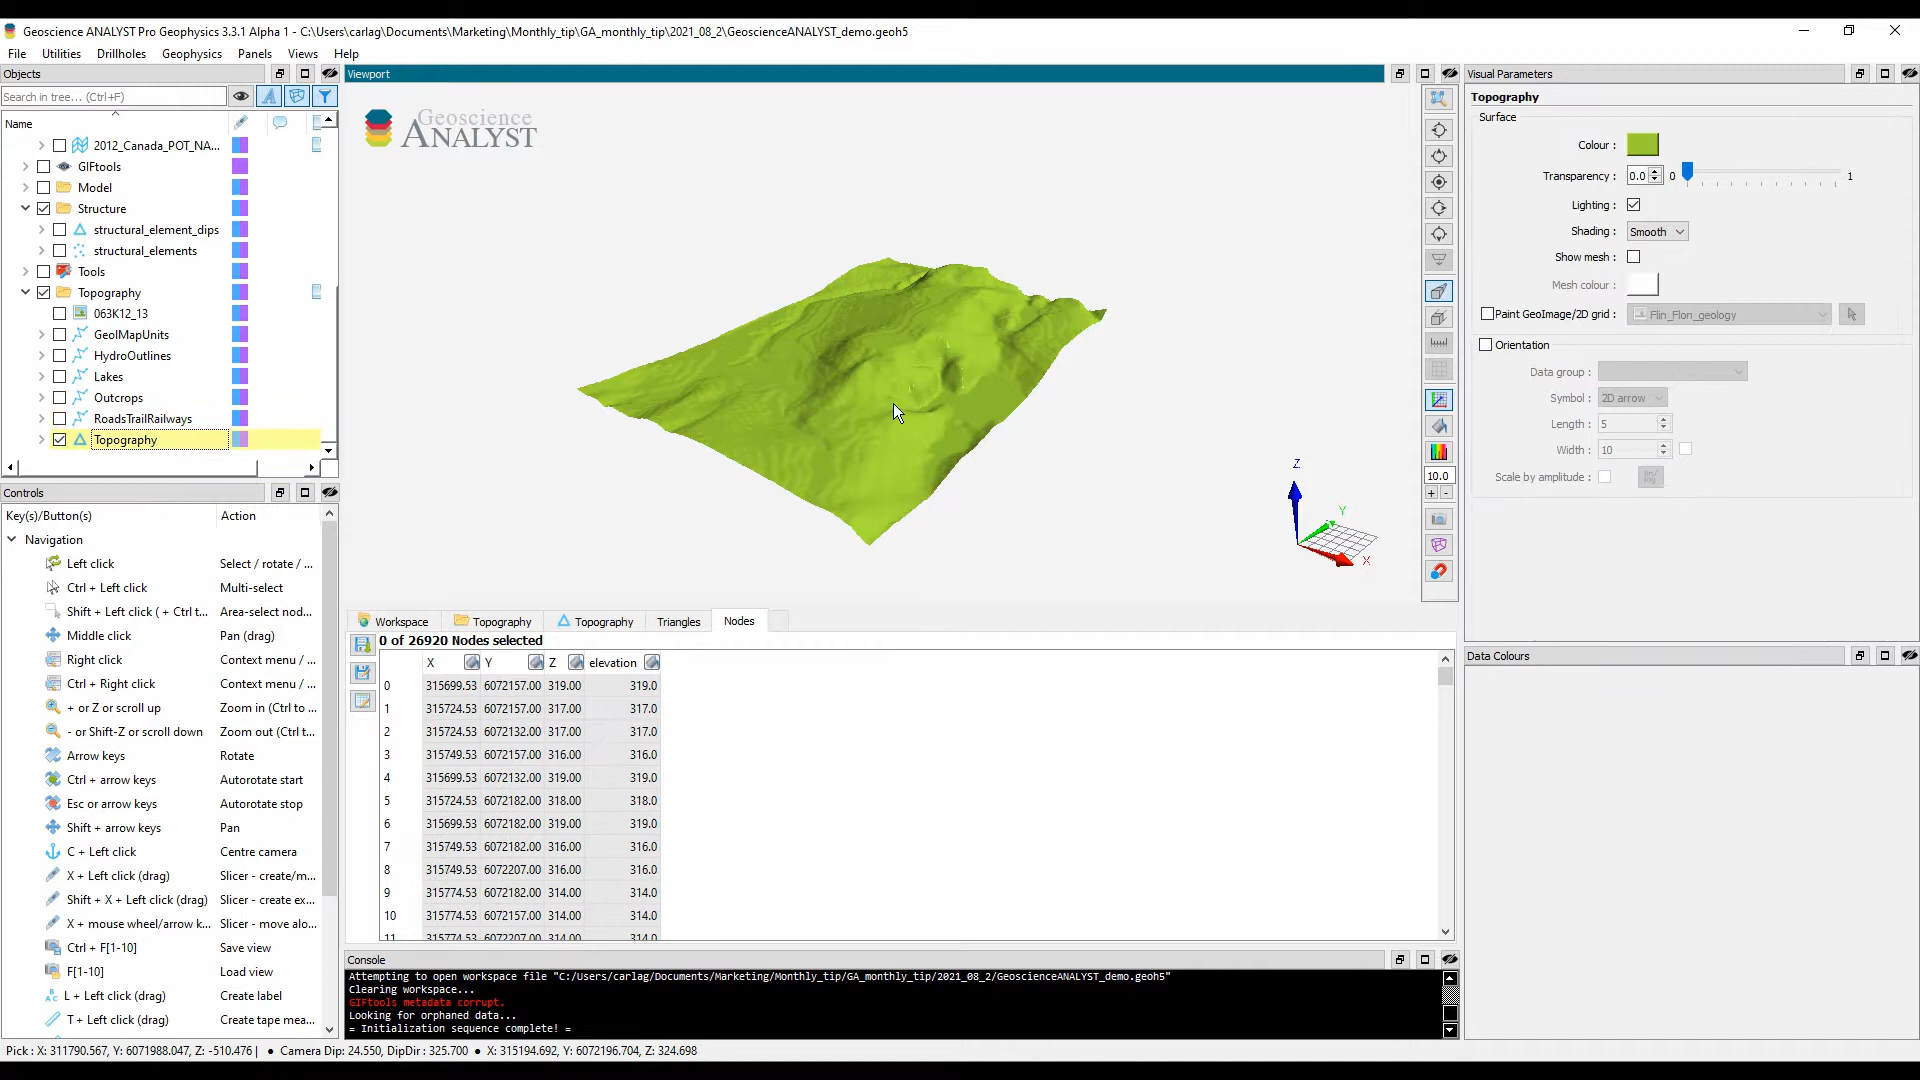 Geoscience ANALYST Pro Geophysics 3.3.1 Alpha 1 - C:\Users\carlag\Documents\Marketing\Monthly_tip\GA_monthly_tip\2021_08_2\GeoscienceANALYST_demo.geoh5
File Utilities Drillholes Geophysics Panels Views Help
Objects
Search in tree... (Ctrl+F)
Name
2012_Canada_POT_NA...
GIFtools
Model
Structure
structural_element_dips
structural_elements
Tools
Topography
063K12_13
GeolMapUnits
HydroOutlines
Lakes
Outcrops
RoadsTrailRailways
Topography
Controls
Key(s)/Button(s) Action
Navigation
Left click Select / rotate / ...
Ctrl + Left click Multi-select
Shift + Left click ( + Ctrl t... Area-select nod...
Middle click Pan (drag)
Right click Context menu / ...
Ctrl + Right click Context menu / ...
+ or Z or scroll up Zoom in (Ctrl to ...
- or Shift-Z or scroll down Zoom out (Ctrl t...
Arrow keys Rotate
Ctrl + arrow keys Autorotate start
Esc or arrow keys Autorotate stop
Shift + arrow keys Pan
C + Left click Centre camera
X + Left click (drag) Slicer - create/m...
Shift + X + Left click (drag) Slicer - create ex...
X + mouse wheel/arrow k... Slicer - move alo...
Ctrl + F[1-10] Save view
F[1-10] Load view
L + Left click (drag) Create label
T + Left click (drag) Create tape mea...
Viewport
Geoscience
ANALYST
Z
Y
X
10.0
+ -
Workspace Topography Topography Triangles Nodes
0 of 26920 Nodes selected
X Y Z elevation
0 315699.53 6072157.00 319.00 319.0
1 315724.53 6072157.00 317.00 317.0
2 315724.53 6072132.00 317.00 317.0
3 315749.53 6072157.00 316.00 316.0
4 315699.53 6072132.00 319.00 319.0
5 315724.53 6072182.00 318.00 318.0
6 315699.53 6072182.00 319.00 319.0
7 315749.53 6072182.00 316.00 316.0
8 315749.53 6072207.00 316.00 316.0
9 315774.53 6072182.00 314.00 314.0
10 315774.53 6072157.00 314.00 314.0
11 315774.53 6072207.00 314.00 314.0
Console
Attempting to open workspace file "C:/Users/carlag/Documents/Marketing/Monthly_tip/GA_monthly_tip/2021_08_2/GeoscienceANALYST_demo.geoh5"
Clearing workspace...
GIFtools metadata corrupt.
Looking for orphaned data...
= Initialization sequence complete! =
Visual Parameters
Topography
Surface
Colour :
Transparency : 0.0 0 1
Lighting :
Shading : Smooth
Show mesh :
Mesh colour :
Paint GeoImage/2D grid : Flin_Flon_geology
Orientation
Data group :
Symbol : 2D arrow
Length : 5
Width : 10
Scale by amplitude :
Data Colours
Pick : X: 311790.567, Y: 6071988.047, Z: -510.476 | ● Camera Dip: 24.550, DipDir: 325.700 ● X: 315194.692, Y: 6072196.704, Z: 324.698